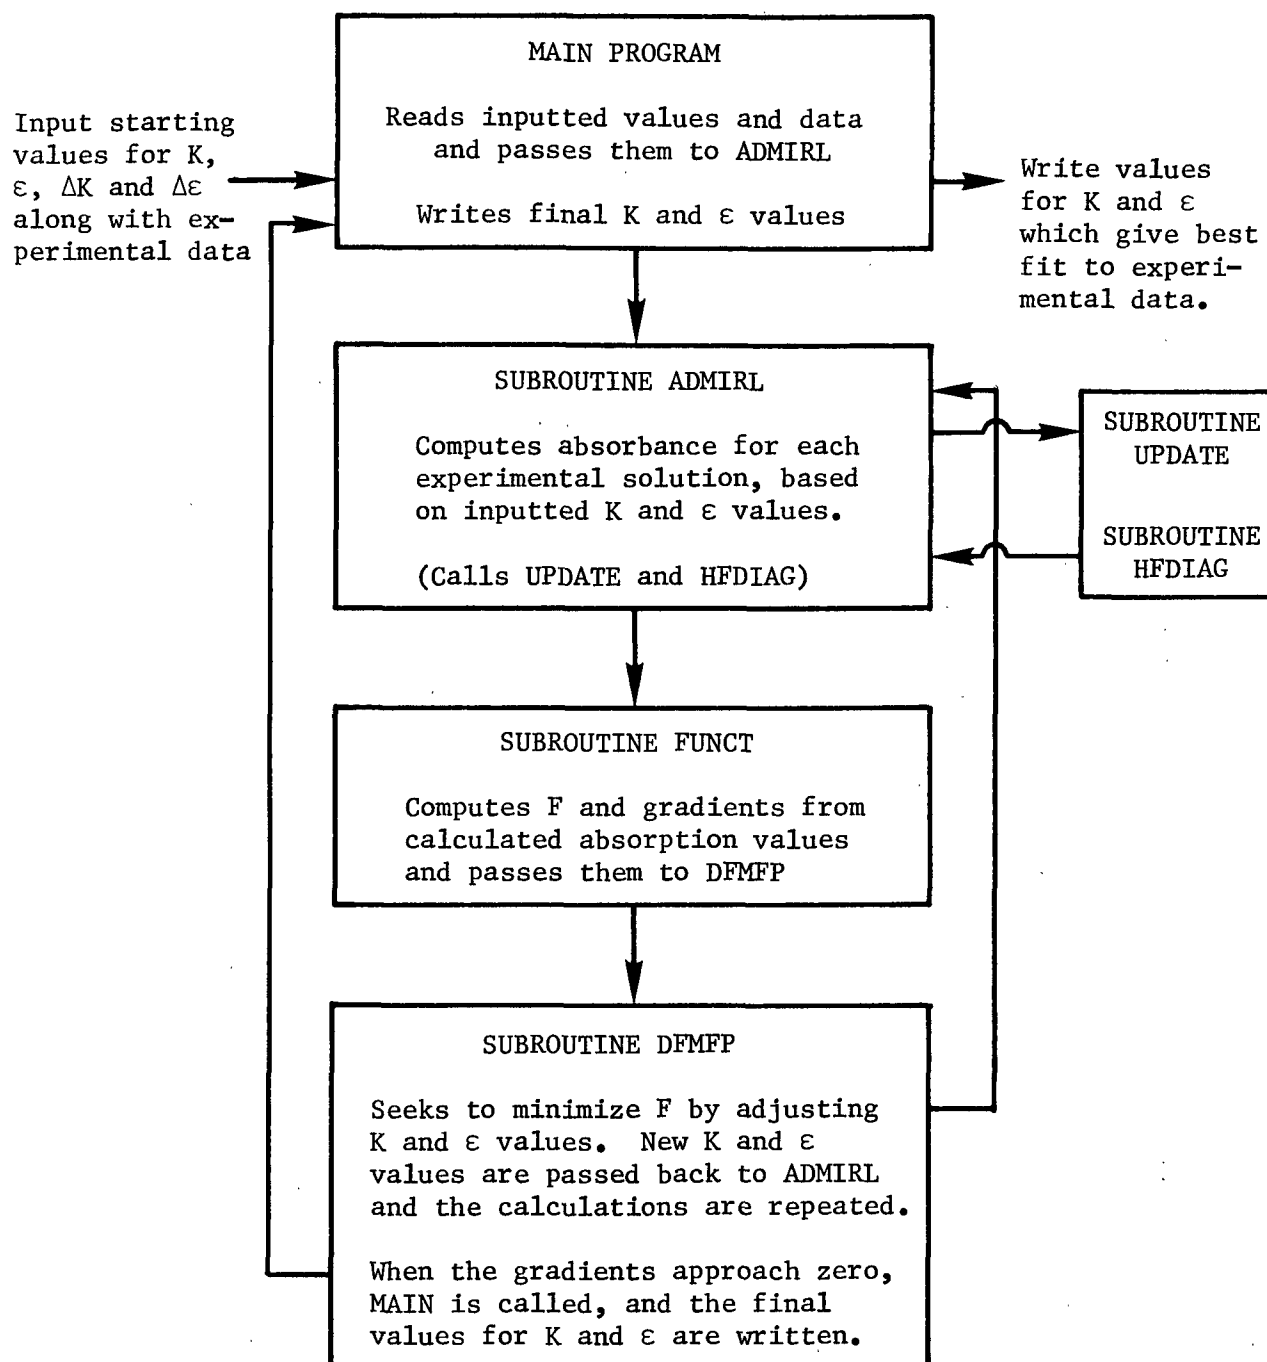 MAIN PROGRAM
Reads inputted values and data
and passes them to ADMIRL
Writes final K and ε values
Input starting
values for K,
ε, ΔK and Δε
along with ex-
perimental data
Write values
for K and ε
which give best
fit to experi-
mental data.
SUBROUTINE ADMIRL
Computes absorbance for each
experimental solution, based
on inputted K and ε values.
(Calls UPDATE and HFDIAG)
SUBROUTINE
UPDATE
SUBROUTINE
HFDIAG
SUBROUTINE FUNCT
Computes F and gradients from
calculated absorption values
and passes them to DFMFP
SUBROUTINE DFMFP
Seeks to minimize F by adjusting
K and ε values.  New K and ε
values are passed back to ADMIRL
and the calculations are repeated.
When the gradients approach zero,
MAIN is called, and the final
values for K and ε are written.